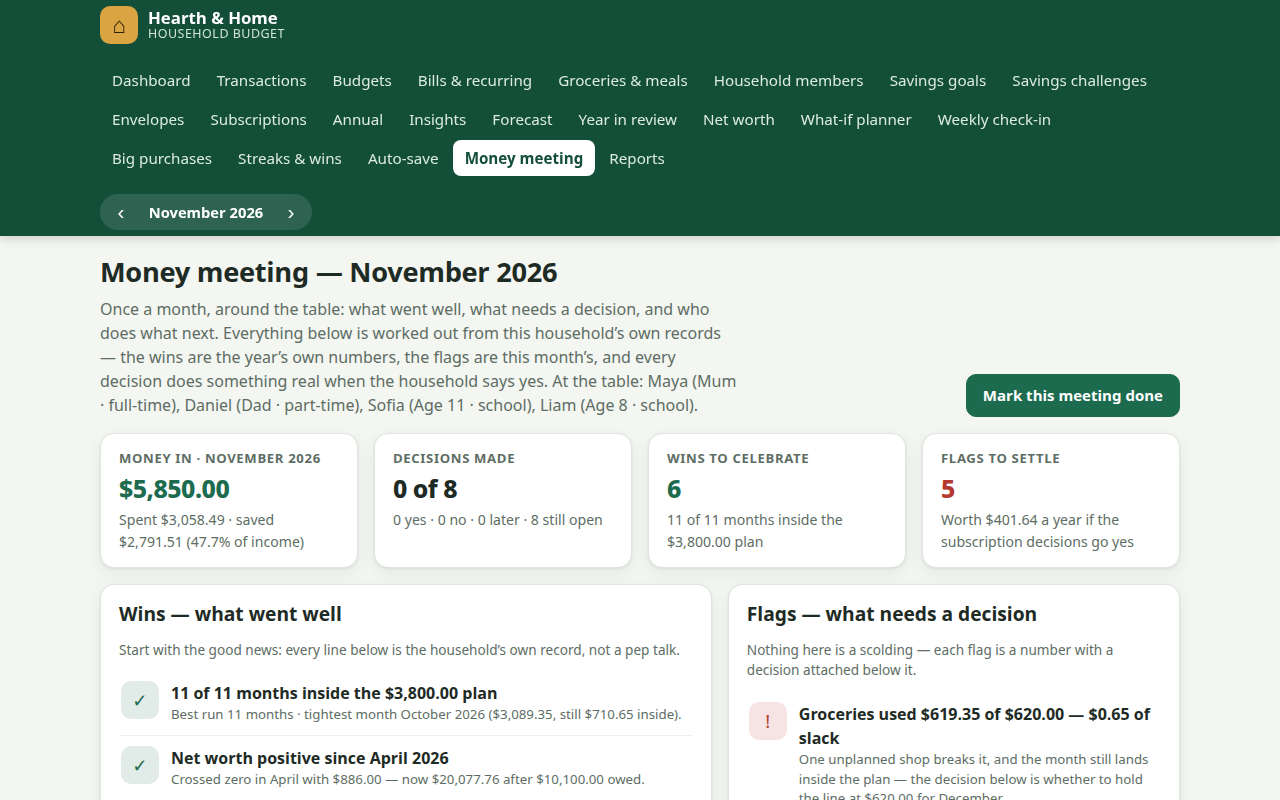 Hearth & Home
HOUSEHOLD BUDGET
Dashboard Transactions Budgets Bills & recurring Groceries & meals Household members Savings goals Savings challenges
Envelopes Subscriptions Annual Insights Forecast Year in review Net worth What-if planner Weekly check-in
Big purchases Streaks & wins Auto-save Money meeting Reports
‹ November 2026 ›
Money meeting — November 2026
Once a month, around the table: what went well, what needs a decision, and who
does what next. Everything below is worked out from this household’s own records
— the wins are the year’s own numbers, the flags are this month’s, and every
decision does something real when the household says yes. At the table: Maya (Mum
· full-time), Daniel (Dad · part-time), Sofia (Age 11 · school), Liam (Age 8 · school).
Mark this meeting done
MONEY IN · NOVEMBER 2026
$5,850.00
Spent $3,058.49 · saved
$2,791.51 (47.7% of income)
DECISIONS MADE
0 of 8
0 yes · 0 no · 0 later · 8 still open
WINS TO CELEBRATE
6
11 of 11 months inside the
$3,800.00 plan
FLAGS TO SETTLE
5
Worth $401.64 a year if the
subscription decisions go yes
Wins — what went well
Start with the good news: every line below is the household’s own record, not a pep talk.
✓
11 of 11 months inside the $3,800.00 plan
Best run 11 months · tightest month October 2026 ($3,089.35, still $710.65 inside).
✓
Net worth positive since April 2026
Crossed zero in April with $886.00 — now $20,077.76 after $10,100.00 owed.
Flags — what needs a decision
Nothing here is a scolding — each flag is a number with a
decision attached below it.
!
Groceries used $619.35 of $620.00 — $0.65 of
slack
One unplanned shop breaks it, and the month still lands
inside the plan — the decision below is whether to hold
the line at $620.00 for December.